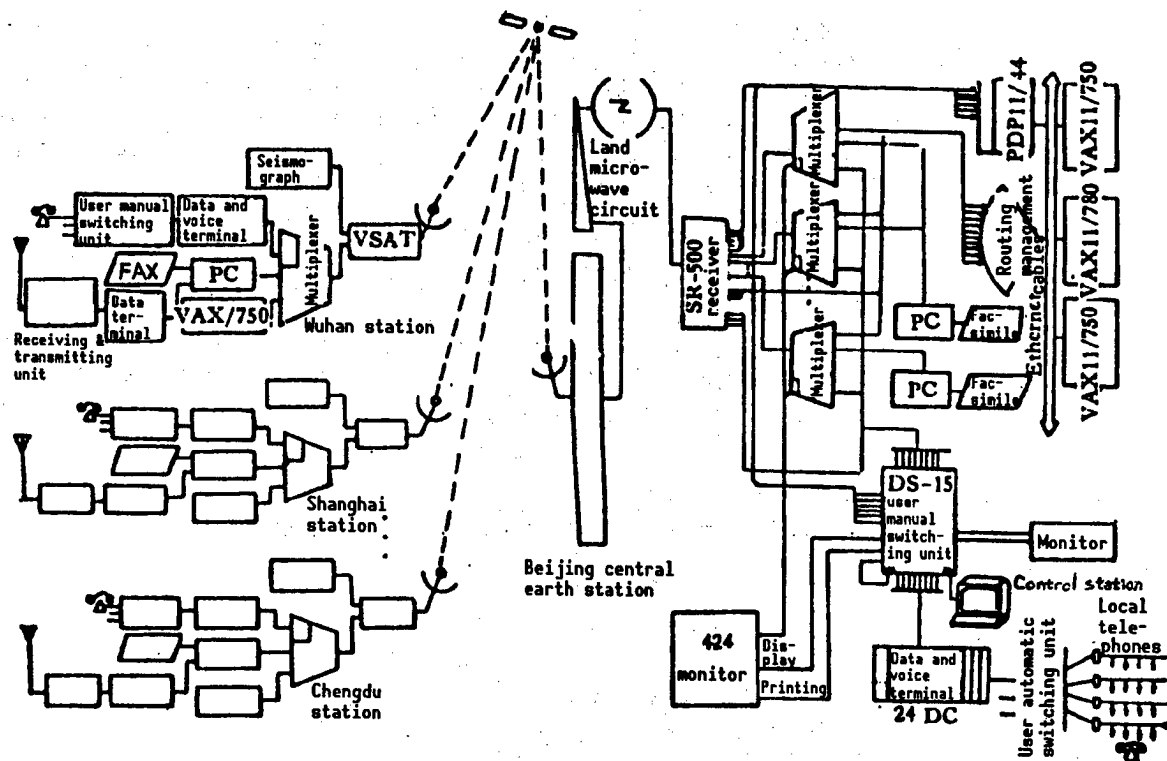 Seismo-
graph
User manual
switching
unit
Data and
voice
terminal
FAX
PC
Multiplexer
VSAT
Data
ter-
minal
VAX/750
Wuhan station
Receiving &
transmitting
unit
Shanghai
station
Chengdu
station
Land
micro-
wave
circuit
Beijing central
earth station
SR-500
receiver
Multiplexer
Multiplexer
Multiplexer
PDP11/44
VAX11/750
Routing
management
VAX11/780
Ethernet cables
VAX11/750
PC
Fac-
simile
PC
Fac-
simile
DS-15
user
manual
switch-
ing unit
Monitor
Control station
424
monitor
Dis-
play
Printing
Data and
voice
terminal
24 DC
User automatic
switching unit
Local
tele-
phones